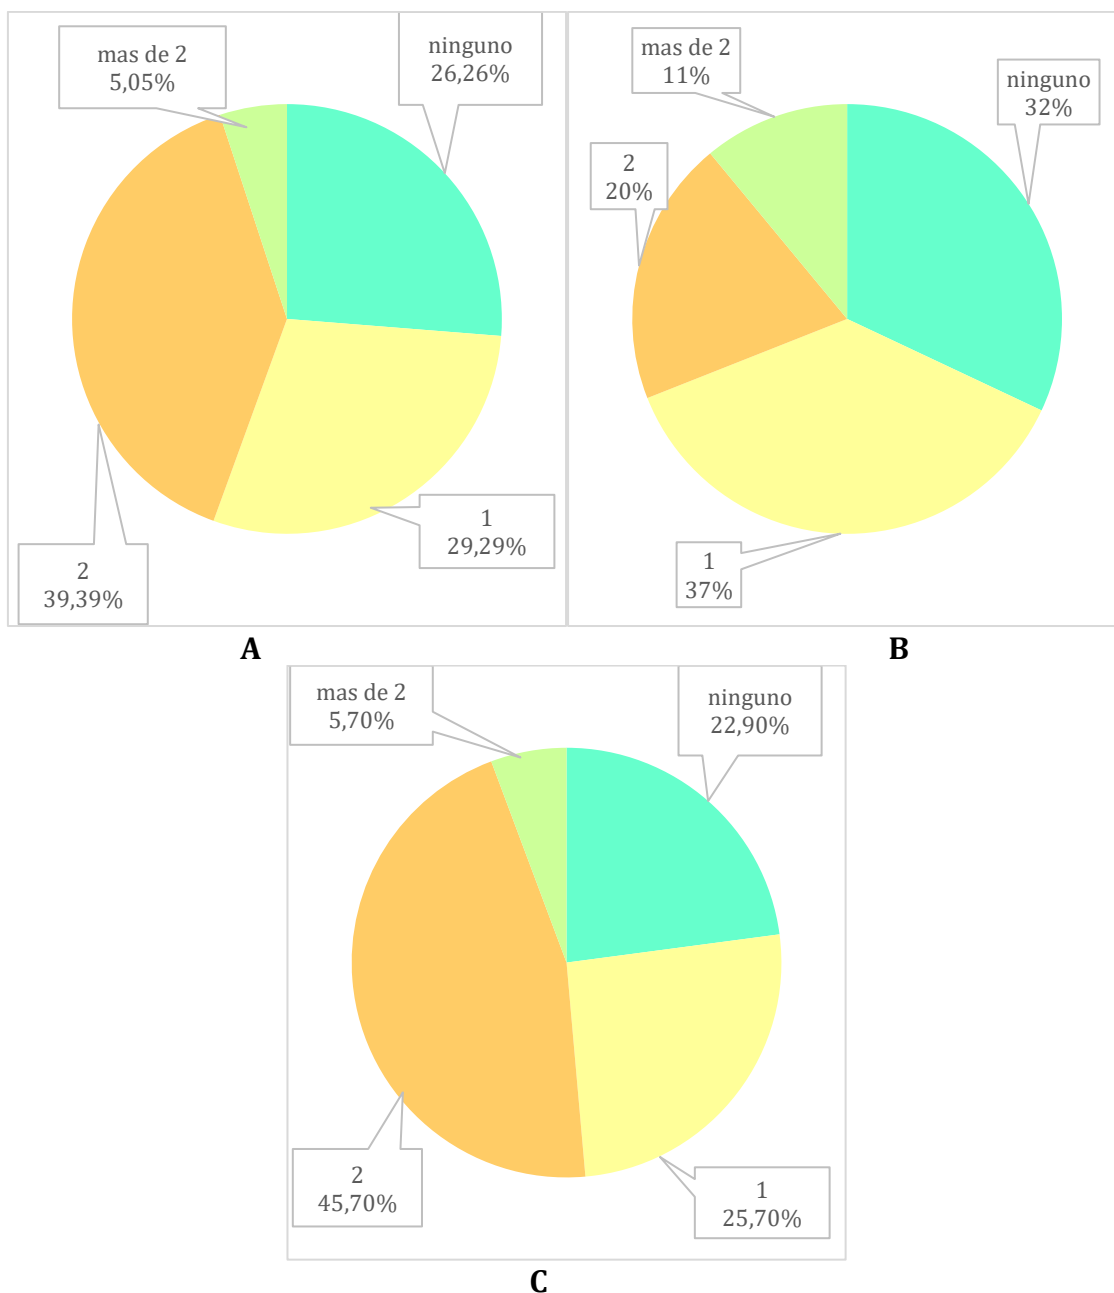 mas de 2
5,05%
ninguno
26,26%
1
29,29%
2
39,39%
A
mas de 2
11%
ninguno
32%
2
20%
1
37%
B
mas de 2
5,70%
ninguno
22,90%
2
45,70%
1
25,70%
C